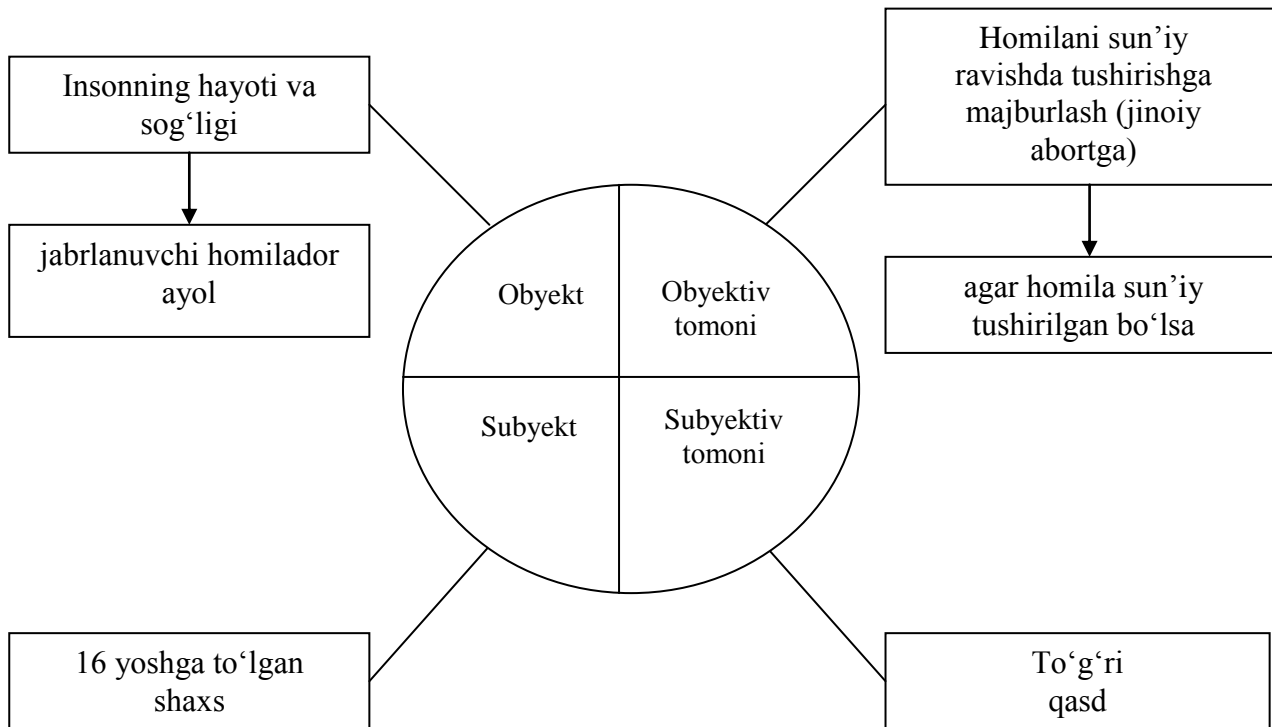 Insonning hayoti va
sog‘ligi
jabrlanuvchi homilador
ayol
Homilani sun’iy
ravishda tushirishga
majburlash (jinoiy
abortga)
agar homila sun’iy
tushirilgan bo‘lsa
Obyekt
Obyektiv
tomoni
Subyekt
Subyektiv
tomoni
16 yoshga to‘lgan
shaxs
To‘g‘ri
qasd